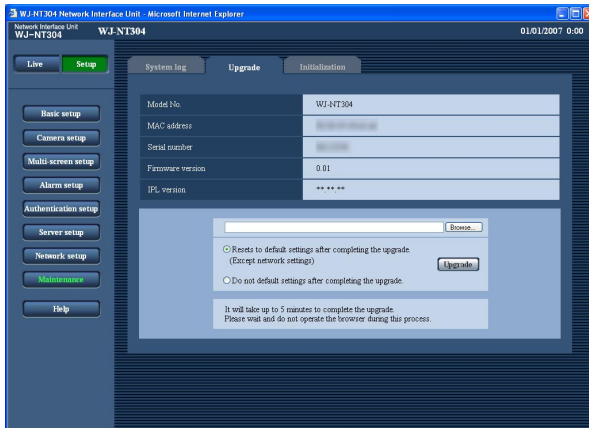 WJ-NT304 Network Interface Unit - Microsoft Internet Explorer
Network Interface Unit
WJ-NT304
WJ-NT304
01/01/2007 0:00
Live
Setup
System log
Upgrade
Initialization
Basic setup
Camera setup
Multi-screen setup
Alarm setup
Authentication setup
Server setup
Network setup
Maintenance
Help
Model No. WJ-NT304
MAC address
Serial number
Firmware version 0.01
IPL version **.**.**
Browse...
Resets to default settings after completing the upgrade.
(Except network settings)
Upgrade
Do not default settings after completing the upgrade.
It will take up to 5 minutes to complete the upgrade.
Please wait and do not operate the browser during this process.